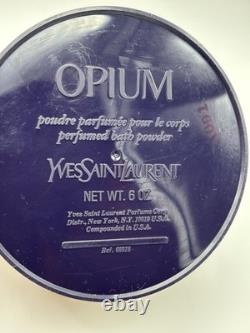 OPIUM
poudre parfumée pour le corps
perfumed bath powder
YVESSAINTLAURENT
NET WT. 6 OZ.
Yves Saint Laurent Parfums Corp.
Distr., New York, N.Y. 10019 U.S.A.
Compounded in U.S.A.
Ref.